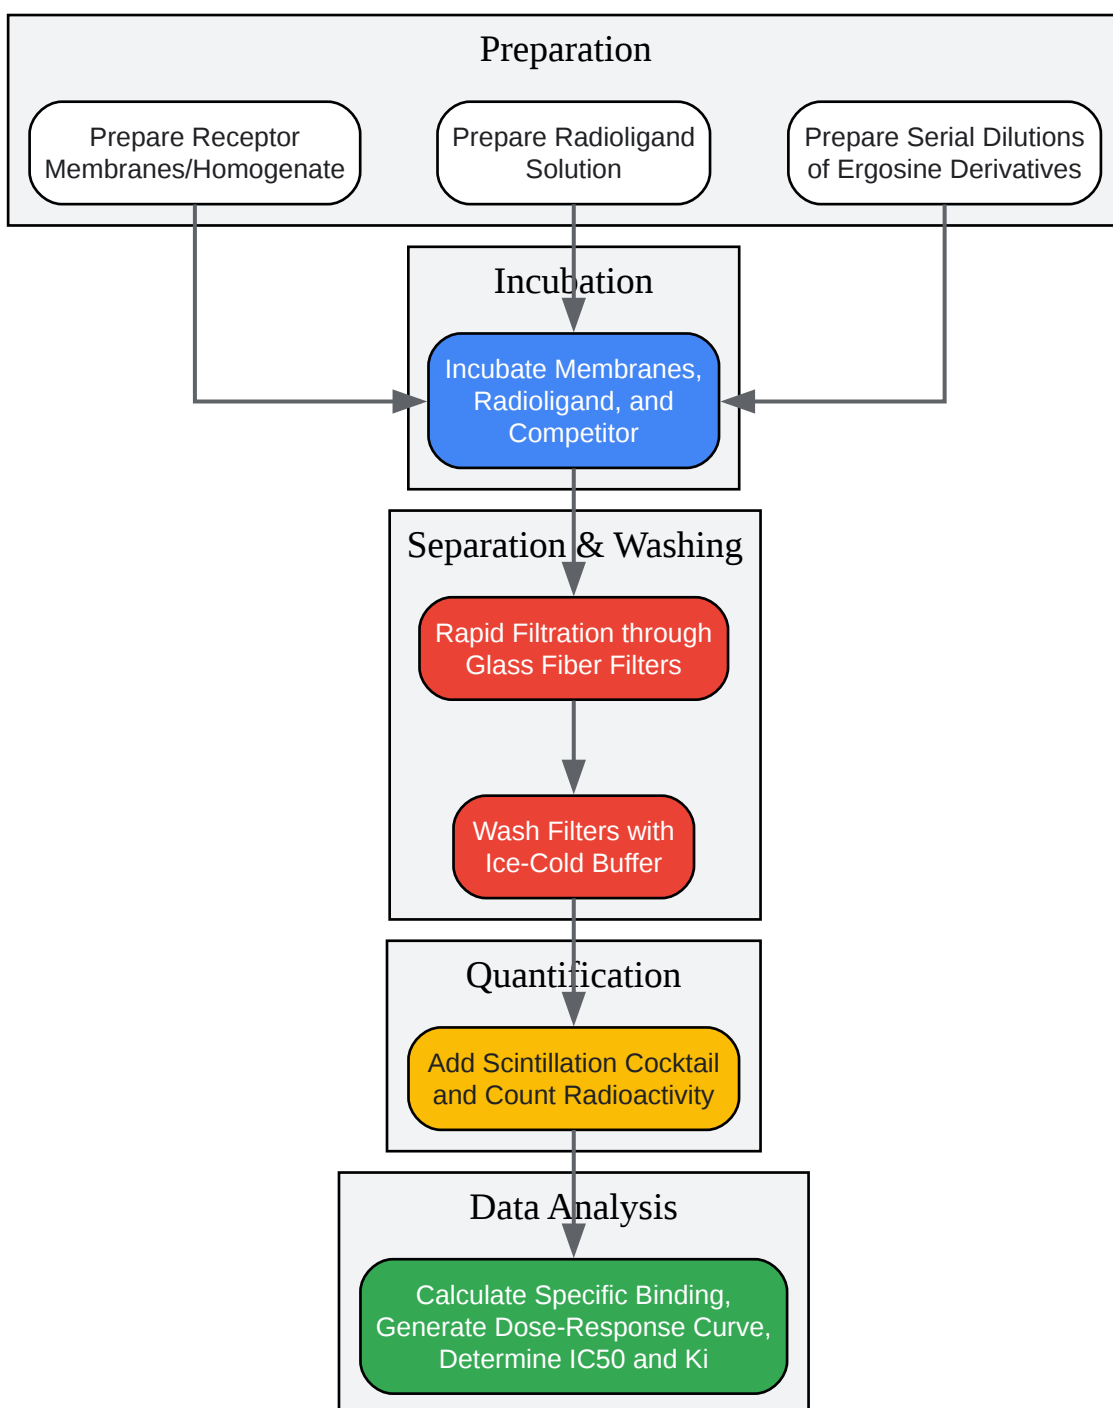 Preparation
Prepare Receptor
Membranes/Homogenate
Prepare Radioligand
Solution
Prepare Serial Dilutions
of Ergosine Derivatives
Incubation
Incubate Membranes,
Radioligand, and
Competitor
Separation & Washing
Rapid Filtration through
Glass Fiber Filters
Wash Filters with
Ice-Cold Buffer
Quantification
Add Scintillation Cocktail
and Count Radioactivity
Data Analysis
Calculate Specific Binding,
Generate Dose-Response Curve,
Determine IC50 and Ki